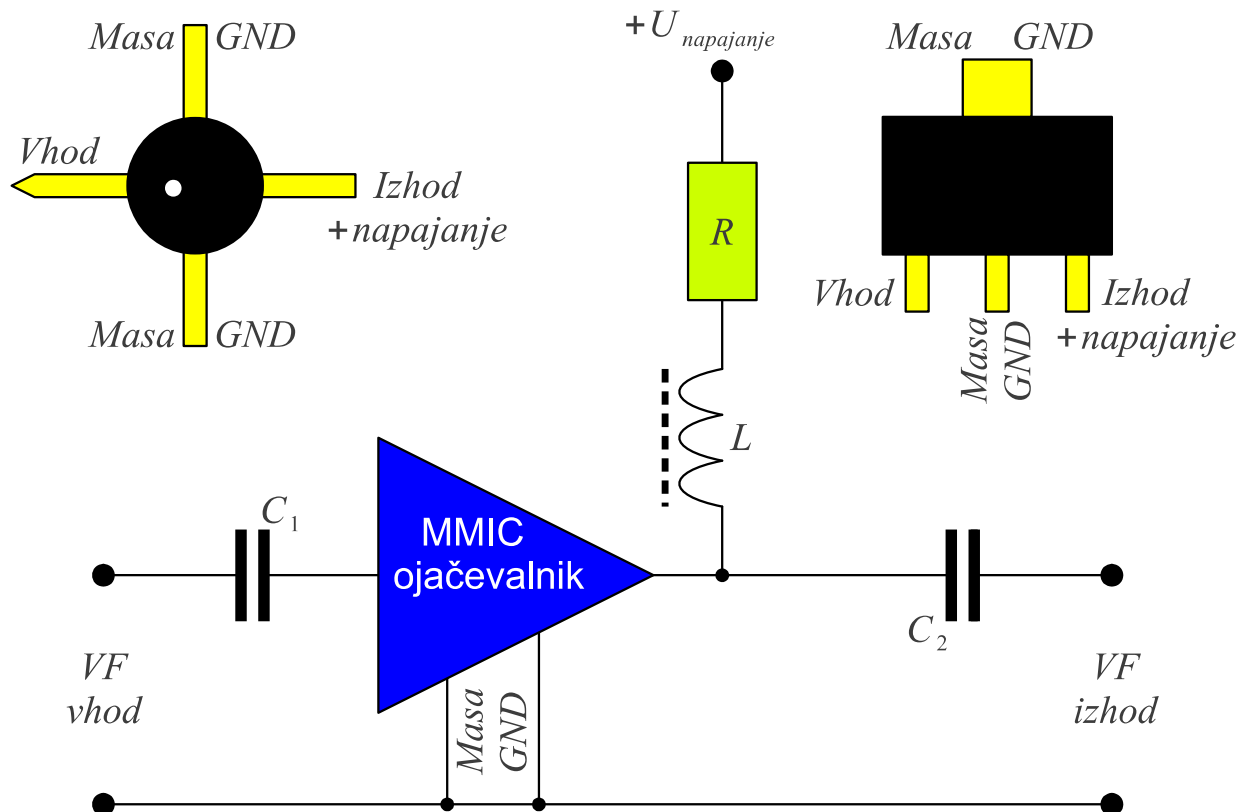 Masa GND
Vhod
Izhod
+napajanje
Masa GND
+U napajanje
R
L
Masa GND
Vhod
Masa
GND
Izhod
+napajanje
C1
MMIC
ojačevalnik
C2
VF
vhod
Masa
GND
VF
izhod